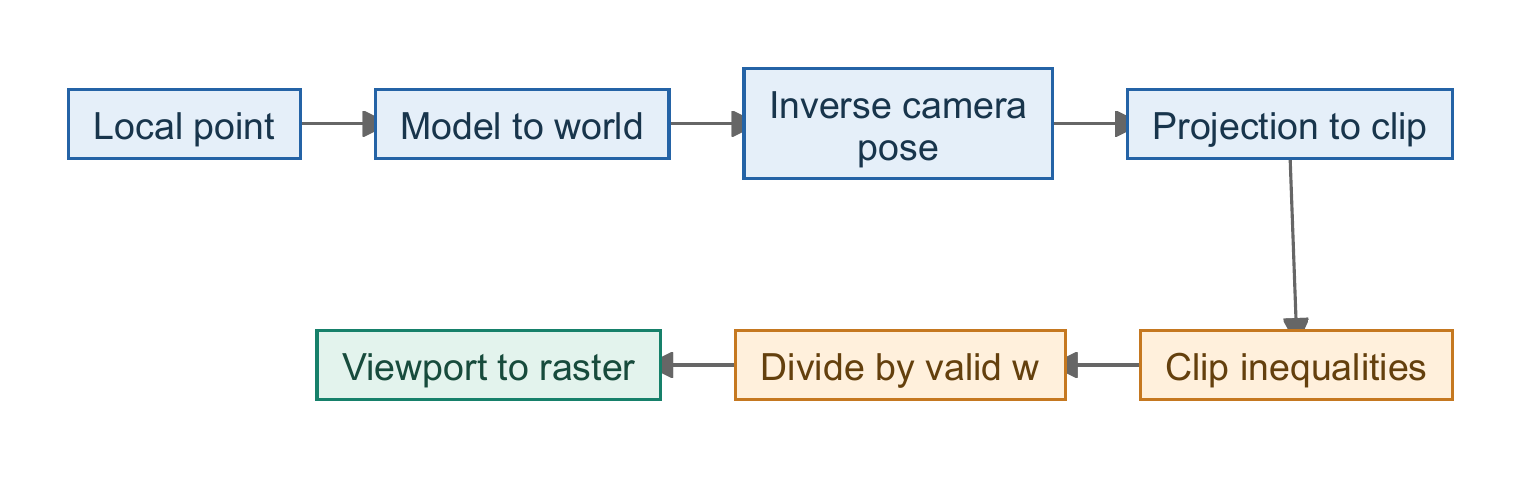 Local point
Model to world
Inverse camera
pose
Projection to clip
Clip inequalities
Divide by valid w
Viewport to raster